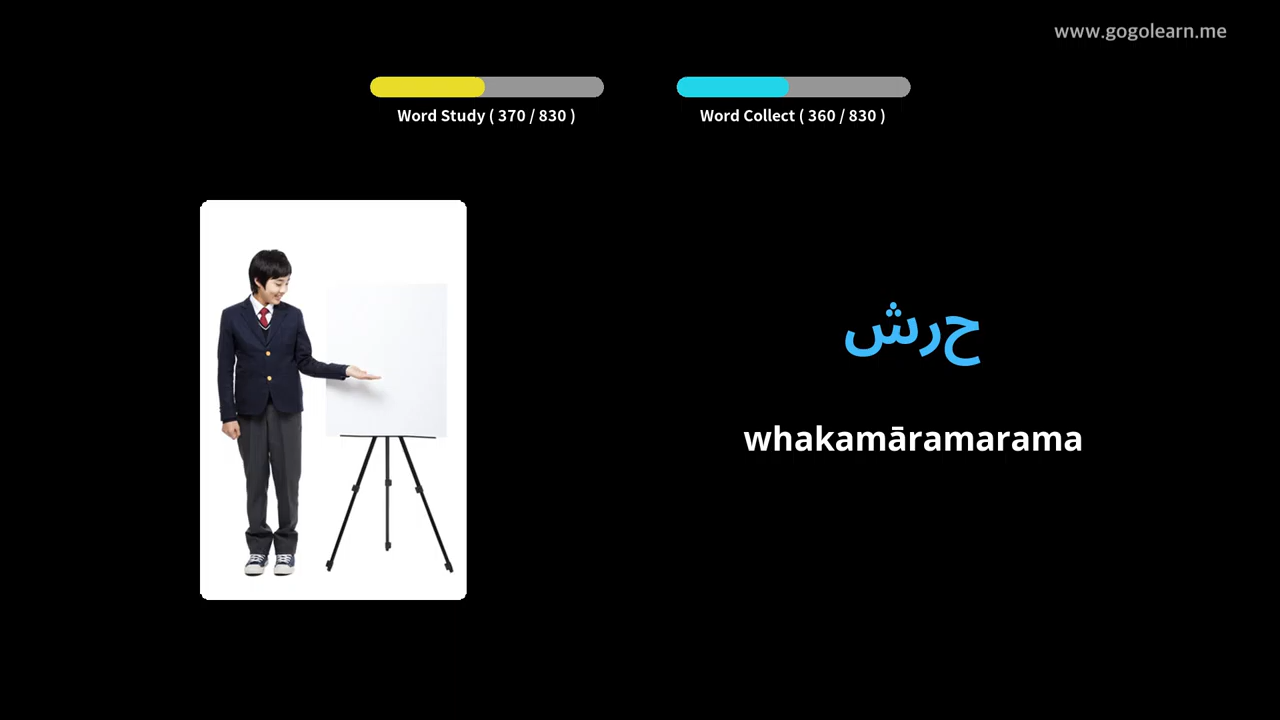 www.gogolearn.me
Word Study ( 370 / 830 )
Word Collect ( 360 / 830 )
حرش
whakamāramarama